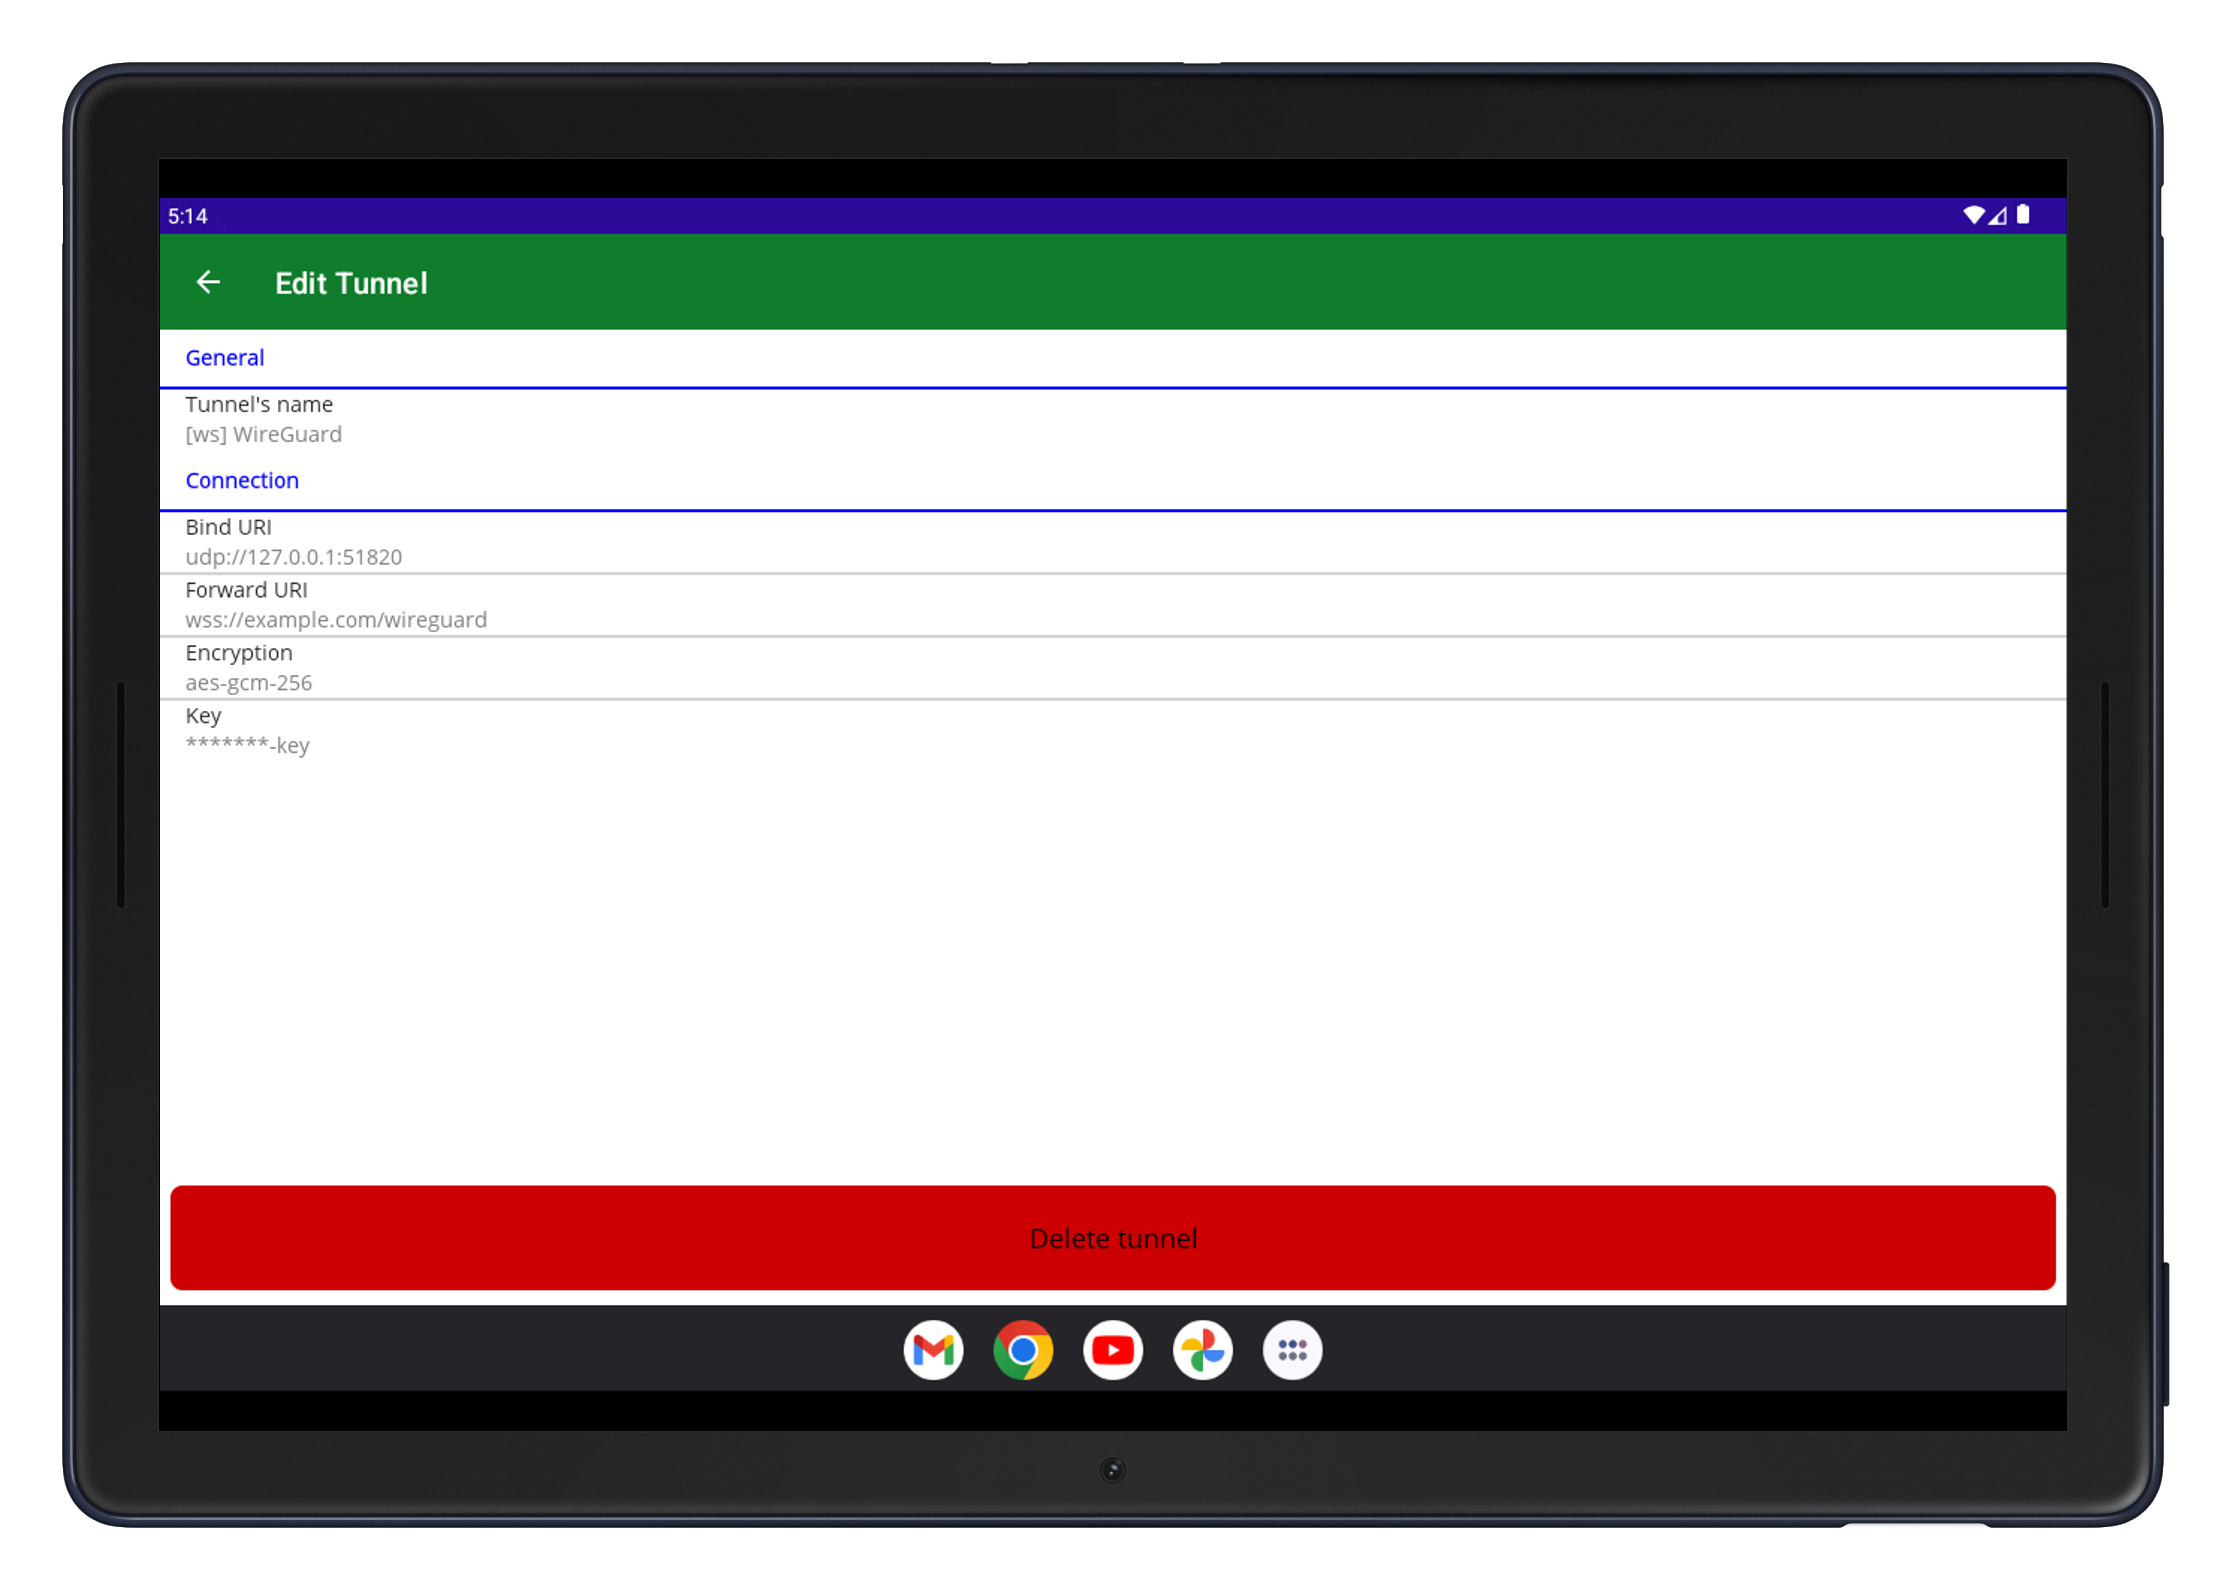 5:14
Edit Tunnel
General
Tunnel's name
[ws] WireGuard
Connection
Bind URI
udp://127.0.0.1:51820
Forward URI
wss://example.com/wireguard
Encryption
aes-gcm-256
Key
*******-key
Delete tunnel